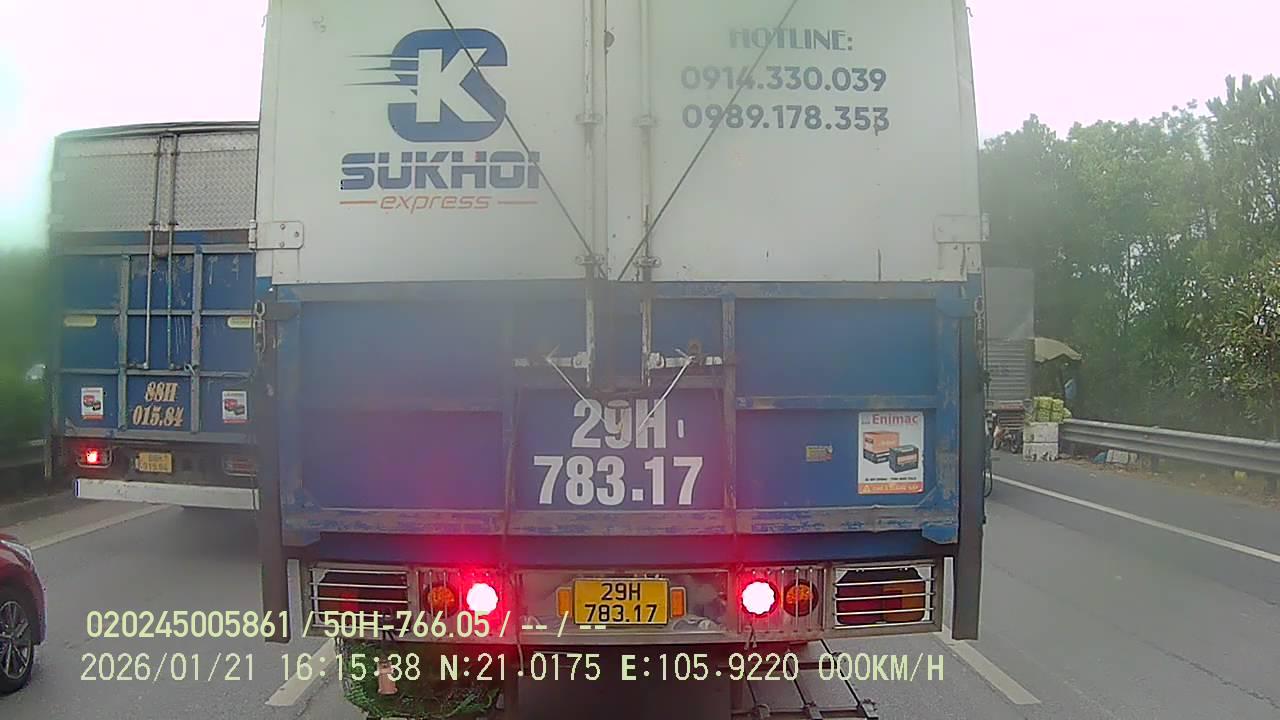 SK
SUKHOI
express
HOTLINE:
0914.330.039
0989.178.353
88H
015.84
29H
783.17
Enimac
29H
783.17
020245005861 / 50H-766.05 / -- / --
2026/01/21 16:15:38 N:21.0175 E:105.9220 000KM/H